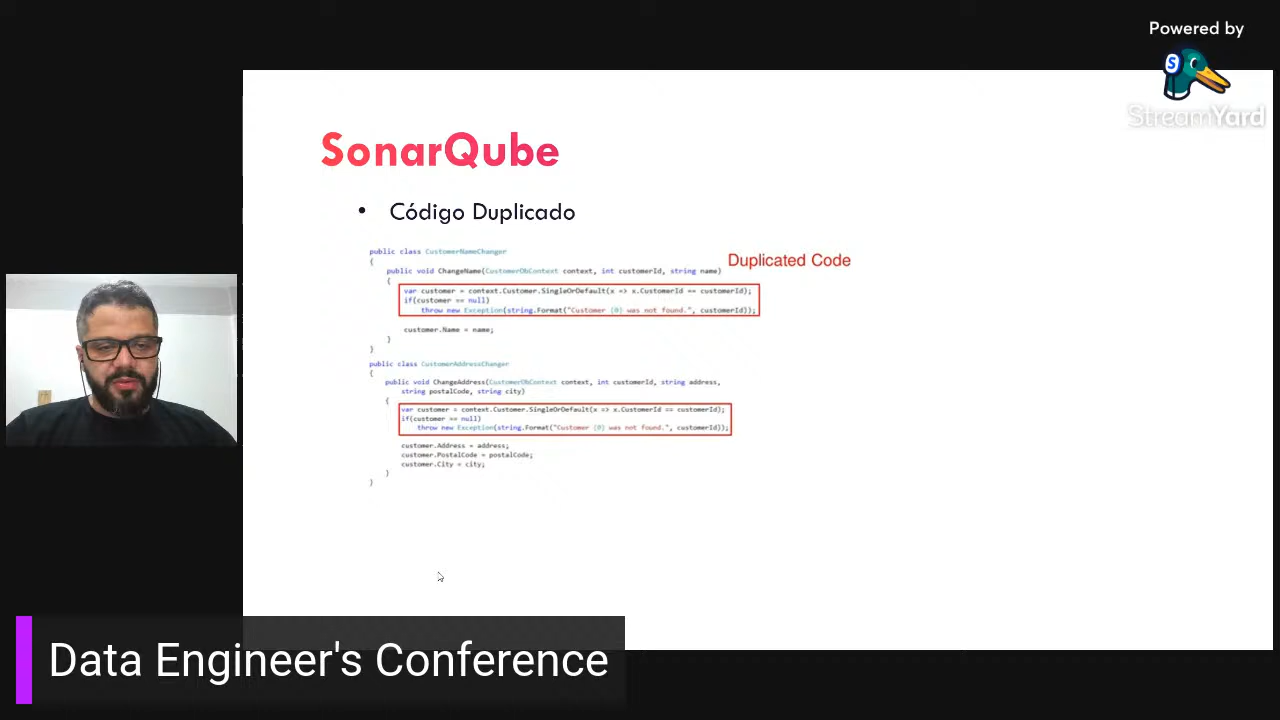 Powered by
StreamYard
SonarQube
• Código Duplicado
Duplicated Code
public class CustomerNameChanger
{
public void ChangeName(CustomerDbContext context, int customerId, string name)
{
var customer = context.Customer.SingleOrDefault(x => x.CustomerId == customerId);
if(customer == null)
throw new Exception(string.Format("Customer {0} was not found.", customerId));
customer.Name = name;
}
}
public class CustomerAddressChanger
{
public void ChangeAddress(CustomerDbContext context, int customerId, string address,
string postalCode, string city)
{
var customer = context.Customer.SingleOrDefault(x => x.CustomerId == customerId);
if(customer == null)
throw new Exception(string.Format("Customer {0} was not found.", customerId));
customer.Address = address;
customer.PostalCode = postalCode;
customer.City = city;
}
}
Data Engineer's Conference